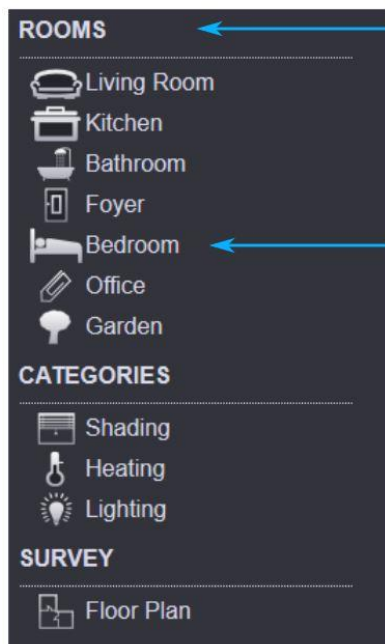 ROOMS
Living Room
Kitchen
Bathroom
Foyer
Bedroom
Office
Garden
CATEGORIES
Shading
Heating
Lighting
SURVEY
Floor Plan